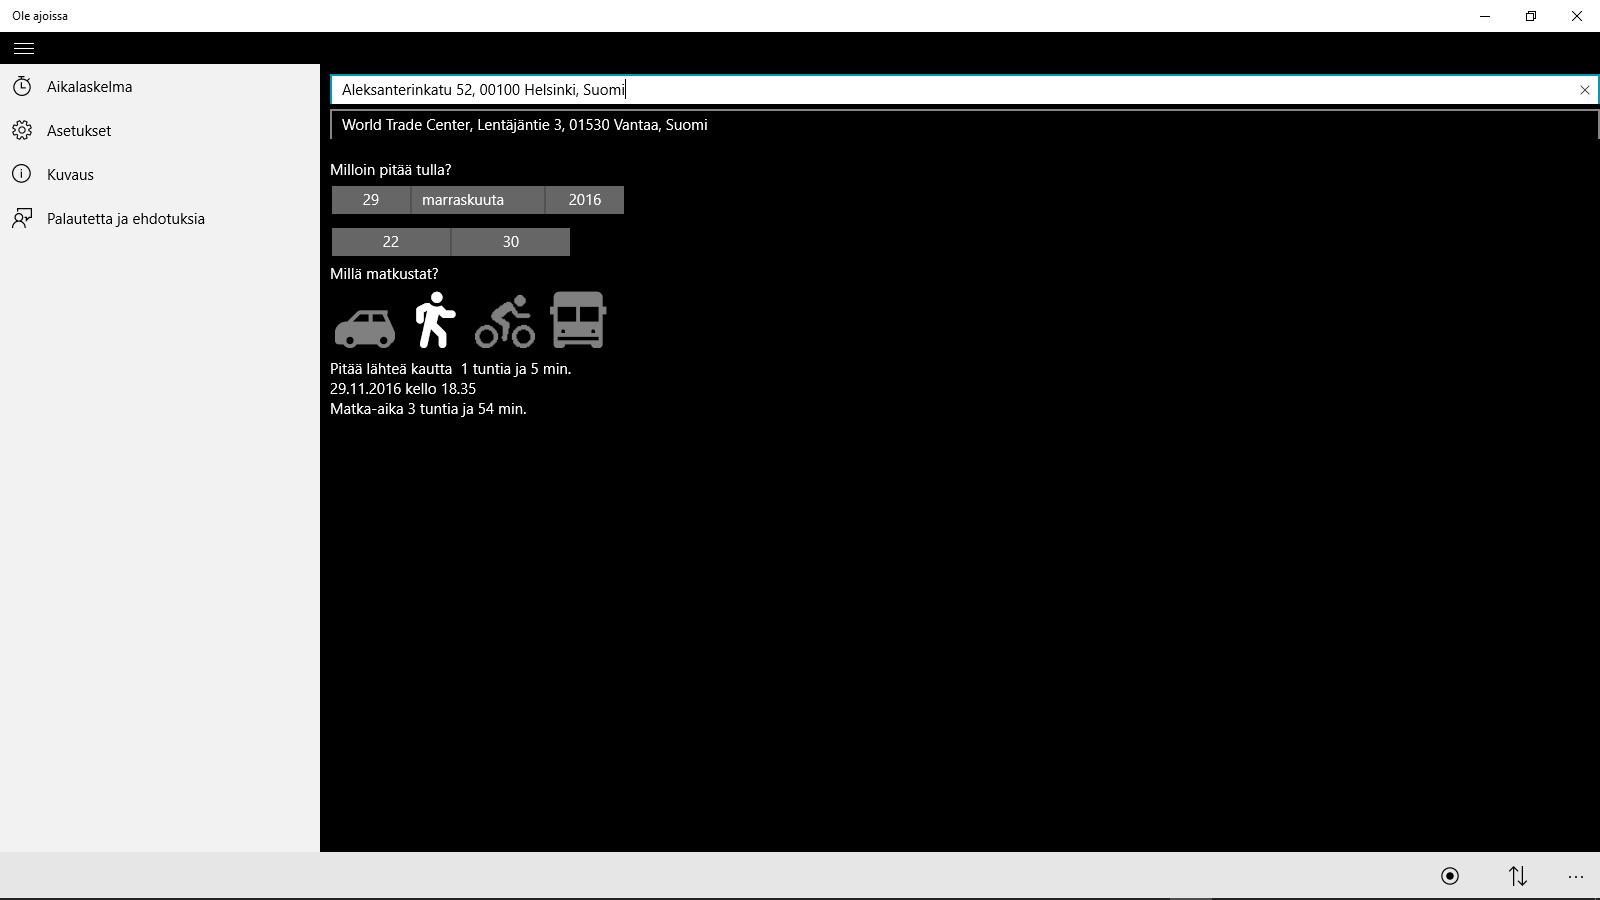 Ole ajoissa
Aikalaskelma
Asetukset
Kuvaus
Palautetta ja ehdotuksia
Aleksanterinkatu 52, 00100 Helsinki, Suomi
World Trade Center, Lentäjäntie 3, 01530 Vantaa, Suomi
Milloin pitää tulla?
29 marraskuuta 2016
22 30
Millä matkustat?
Pitää lähteä kautta  1 tuntia ja 5 min.
29.11.2016 kello 18.35
Matka-aika 3 tuntia ja 54 min.